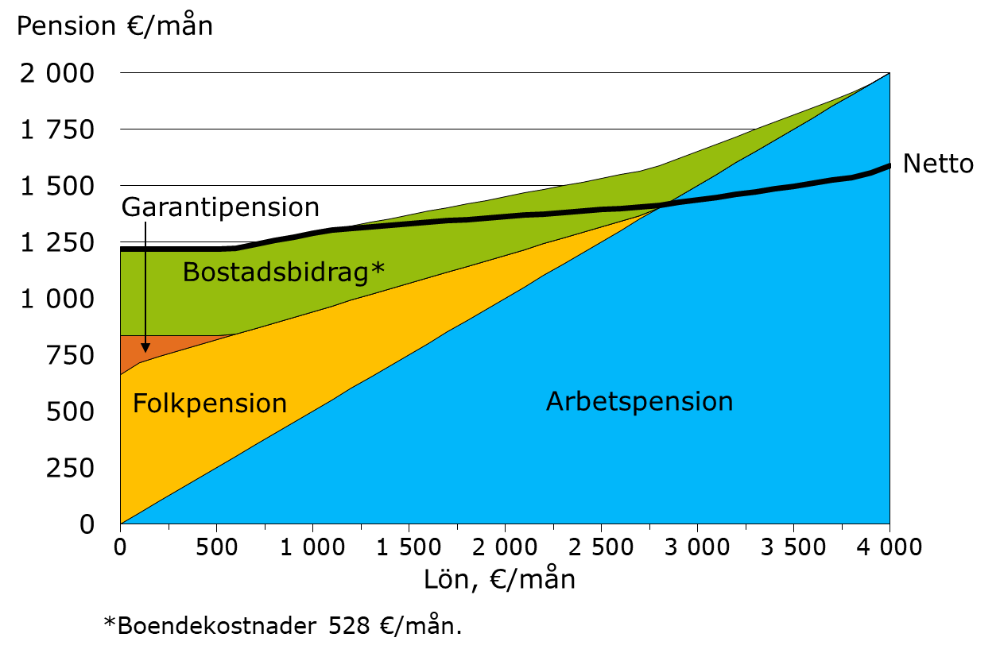 Pension €/mån
2 000
1 750
1 500
1 250
1 000
750
500
250
0
Netto
Garantipension
Bostadsbidrag*
Folkpension
Arbetspension
0 500 1 000 1 500 2 000 2 500 3 000 3 500 4 000
Lön, €/mån
*Boendekostnader 528 €/mån.